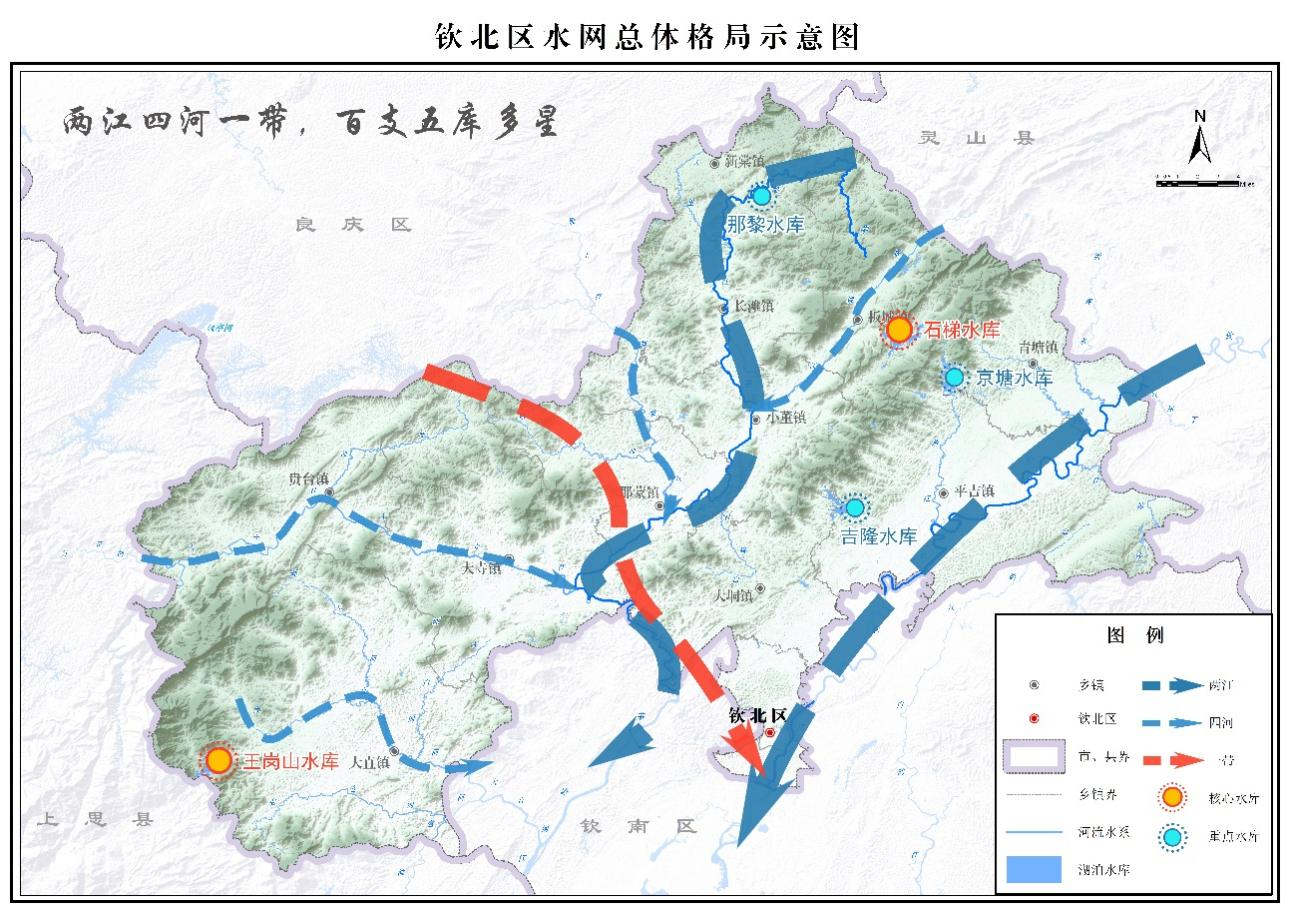 钦北区水网总体格局示意图
两江四河一带，百支五库多星
灵山县
N
新棠镇
良庆区
那黎水库
长滩镇
板城镇
石梯水库
青塘镇
京塘水库
小董镇
贵台镇
那蒙镇
平吉镇
吉隆水库
大寺镇
大垌镇
钦北区
王岗山水库
大直镇
上思县
钦南区
图例
乡镇
两江
钦北区
四河
市、县界
一带
乡镇界
核心水库
河流水系
重点水库
湖泊水库